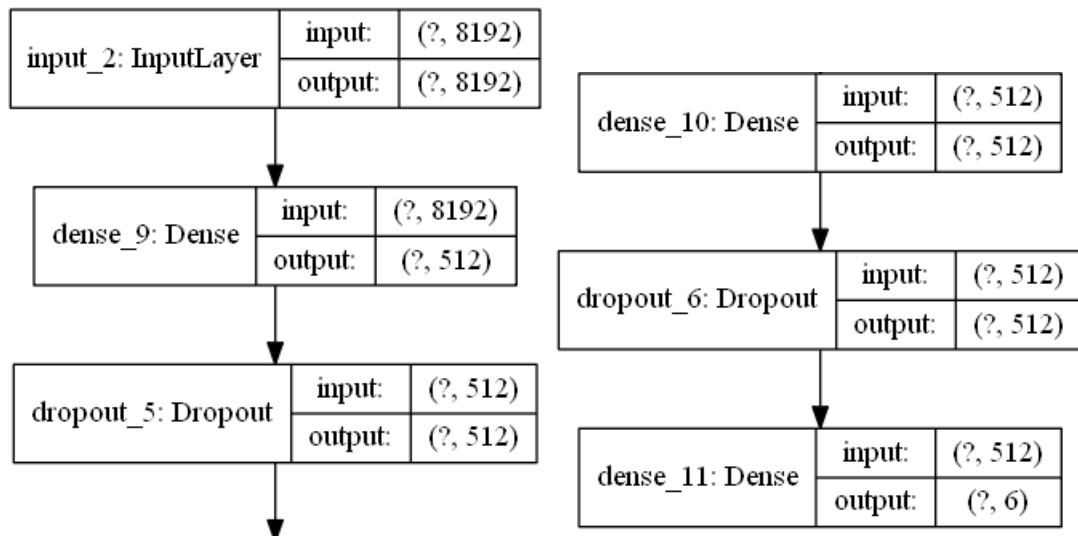 input_2: InputLayer
input: (?, 8192)
output: (?, 8192)
dense_9: Dense
input: (?, 8192)
output: (?, 512)
dropout_5: Dropout
input: (?, 512)
output: (?, 512)
dense_10: Dense
input: (?, 512)
output: (?, 512)
dropout_6: Dropout
input: (?, 512)
output: (?, 512)
dense_11: Dense
input: (?, 512)
output: (?, 6)